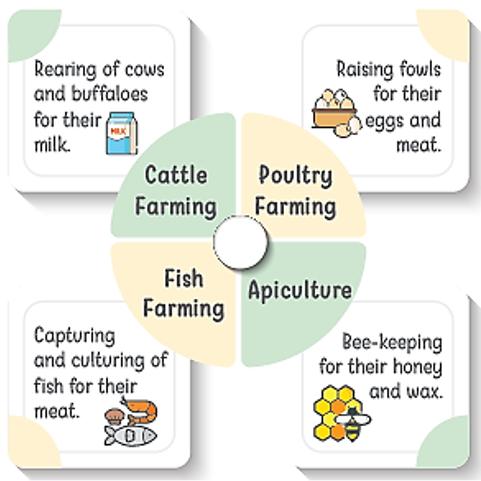 Rearing of cows
and buffaloes
for their
milk.
MILK
Raising fowls
for their
eggs and
meat.
Cattle
Farming
Poultry
Farming
Fish
Farming
Apiculture
Capturing
and culturing of
fish for their
meat.
Bee-keeping
for their honey
and wax.